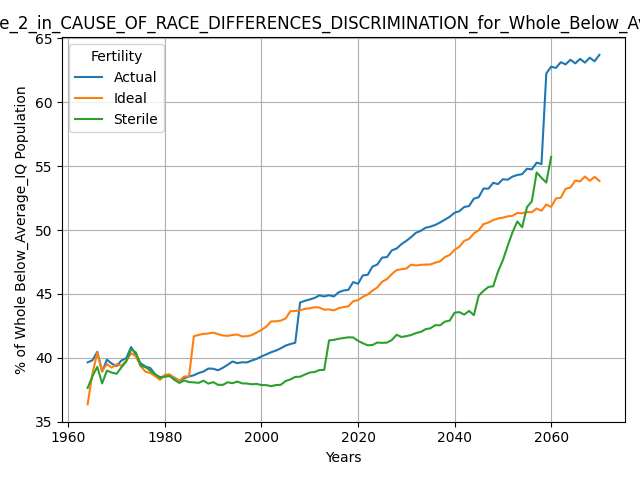 e_2_in_CAUSE_OF_RACE_DIFFERENCES_DISCRIMINATION_for_Whole_Below_Av
Fertility
Actual
Ideal
Sterile
% of Whole Below_Average_IQ Population
65
60
55
50
45
40
35
1960
1980
2000
2020
2040
2060
Years